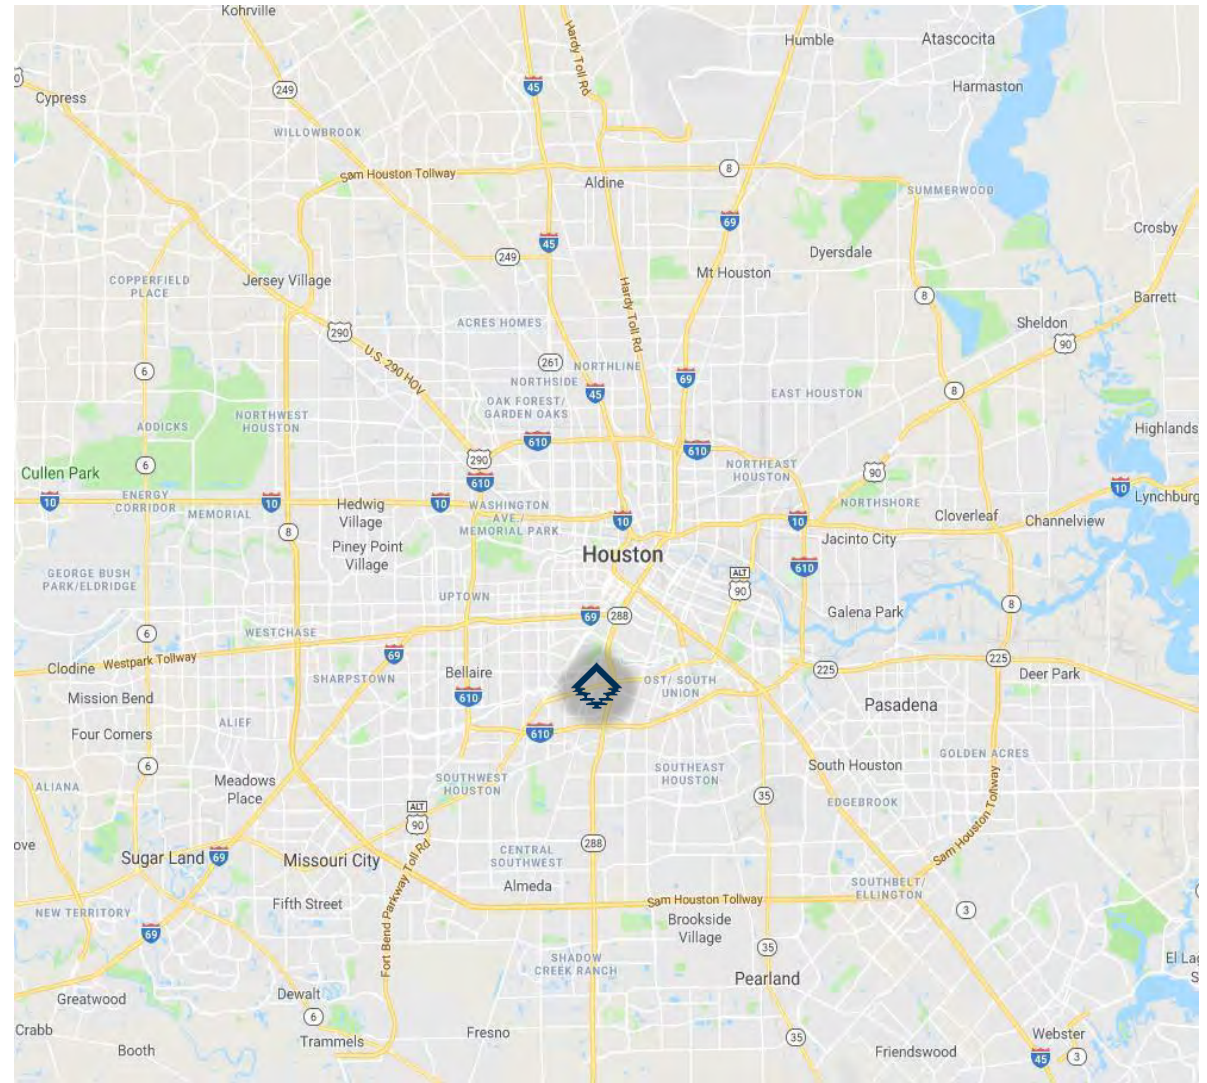 Kohrville
Humble
Atascocita
Hardy Toll Rd
Harmaston
45
249
0
Cypress
WILLOWBROOK
Sam Houston Tollway
8
Aldine
SUMMERWOOD
69
Crosby
45
249
Dyersdale
Mt Houston
COPPERFIELD
PLACE
Jersey Village
8
Barrett
Hardy Toll Rd
ACRES HOMES
Sheldon
290
90
U.S. 290 HOV
261
NORTHLINE
6
NORTHSIDE
69
45
8
EAST HOUSTON
OAK FOREST/
GARDEN OAKS
NORTHWEST
HOUSTON
ADDICKS
Highlands
610
610
290
6
NORTHEAST
HOUSTON
90
Cullen Park
610
10
ENERGY
CORRIDOR
10
Hedwig
Village
10
WASHINGTON
AVE./
MEMORIAL PARK
NORTHSHORE
10
Lynchburg
MEMORIAL
10
10
Cloverleaf
Channelview
8
Jacinto City
Piney Point
Village
Houston
610
GEORGE BUSH
PARK/ELDRIDGE
ALT
90
UPTOWN
8
Galena Park
69
288
6
WESTCHASE
69
Clodine
Westpark Tollway
225
225
Bellaire
Deer Park
SHARPSTOWN
OST/ SOUTH
UNION
Mission Bend
610
Pasadena
ALIEF
Four Corners
610
GOLDEN ACRES
6
SOUTHWEST
HOUSTON
SOUTHEAST
HOUSTON
South Houston
ALIANA
Meadows
Place
35
EDGEBROOK
ALT
90
Sam Houston Tollway
ove
288
Sugar Land
69
Missouri City
CENTRAL
SOUTHWEST
Fort Bend Parkway Toll Rd
Almeda
SOUTHBELT/
ELLINGTON
Fifth Street
Sam Houston Tollway
NEW TERRITORY
3
69
Brookside
Village
35
SHADOW
CREEK RANCH
El Lag
S
Pearland
Greatwood
Dewalt
6
Crabb
Trammels
Fresno
35
Webster
Booth
Friendswood
45
3